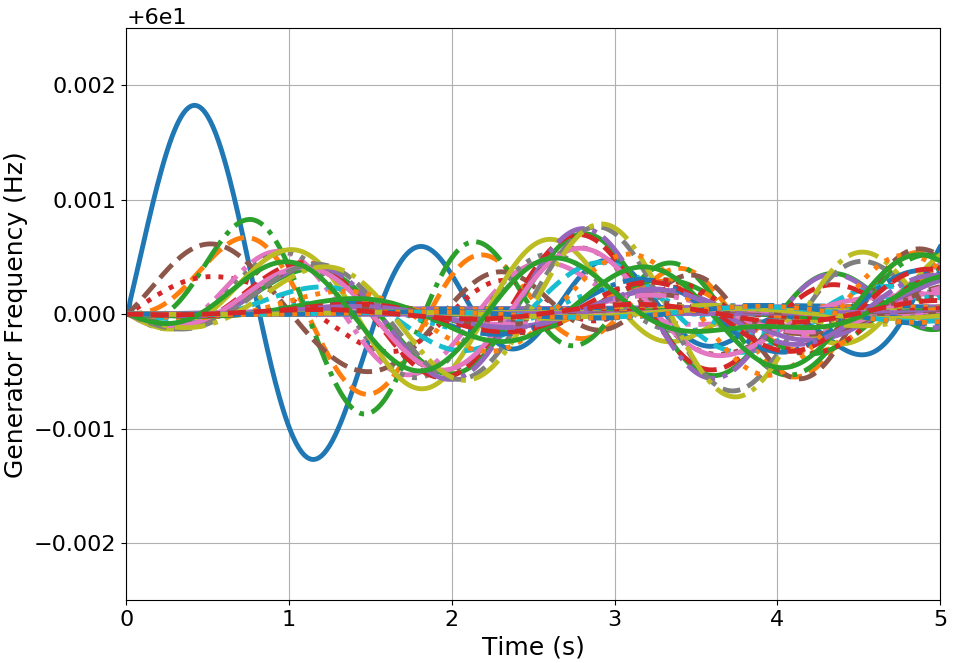 +6e1
0.002
0.001
0.000
−0.001
−0.002
Generator Frequency (Hz)
0 1 2 3 4 5
Time (s)